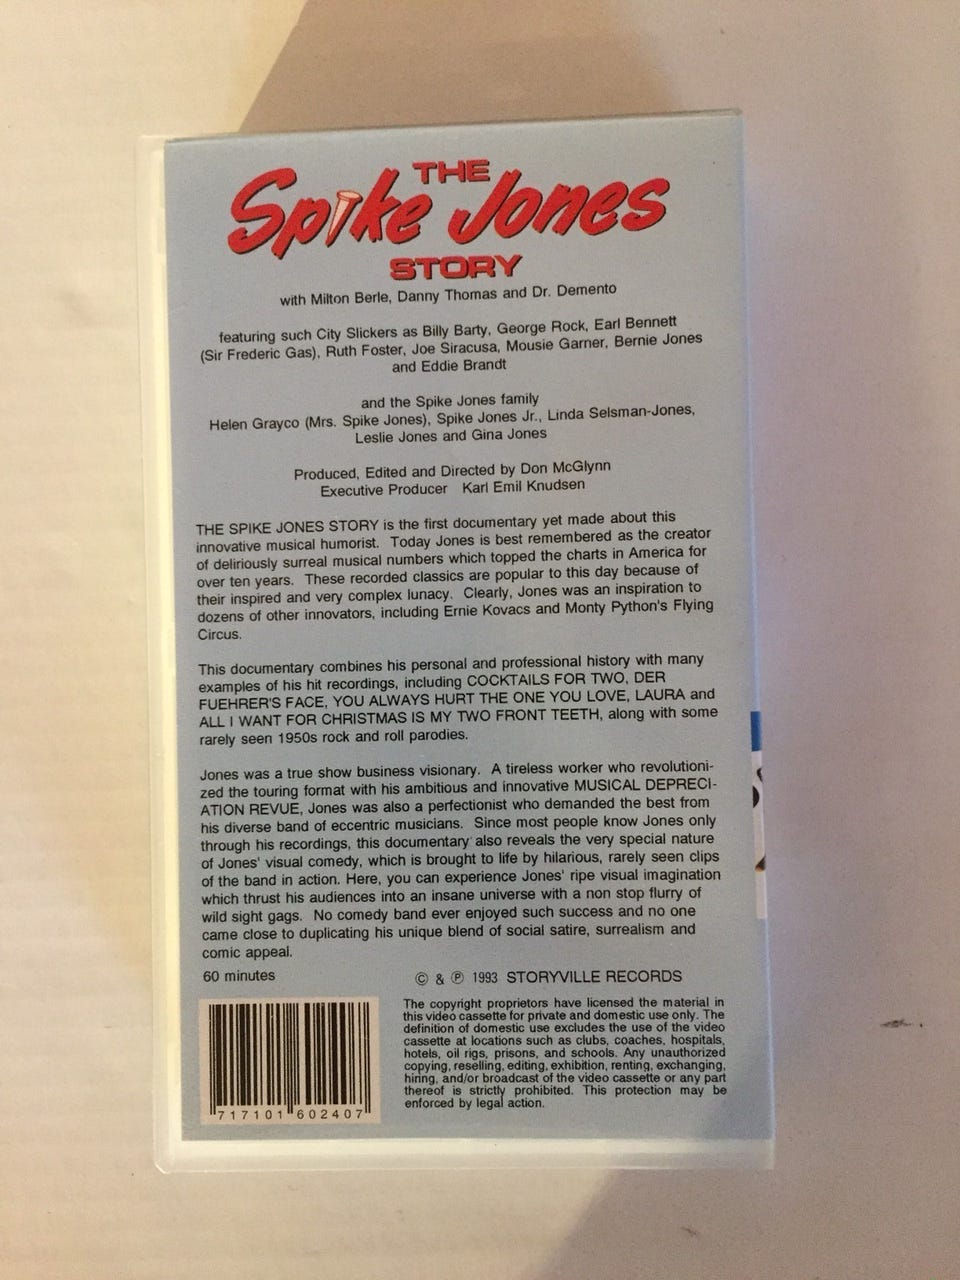 THE
Spike Jones
STORY
with Milton Berle, Danny Thomas and Dr. Demento
featuring such City Slickers as Billy Barty, George Rock, Earl Bennett
(Sir Frederic Gas), Ruth Foster, Joe Siracusa, Mousie Garner, Bernie Jones
and Eddie Brandt
and the Spike Jones family
Helen Grayco (Mrs. Spike Jones), Spike Jones Jr., Linda Selsman-Jones,
Leslie Jones and Gina Jones
Produced, Edited and Directed by Don McGlynn
Executive Producer Karl Emil Knudsen
THE SPIKE JONES STORY is the first documentary yet made about this
innovative musical humorist. Today Jones is best remembered as the creator
of deliriously surreal musical numbers which topped the charts in America for
over ten years. These recorded classics are popular to this day because of
their inspired and very complex lunacy. Clearly, Jones was an inspiration to
dozens of other innovators, including Ernie Kovacs and Monty Python's Flying
Circus.
This documentary combines his personal and professional history with many
examples of his hit recordings, including COCKTAILS FOR TWO, DER
FUEHRER'S FACE, YOU ALWAYS HURT THE ONE YOU LOVE, LAURA and
ALL I WANT FOR CHRISTMAS IS MY TWO FRONT TEETH, along with some
rarely seen 1950s rock and roll parodies.
Jones was a true show business visionary. A tireless worker who revolutioni-
zed the touring format with his ambitious and innovative MUSICAL DEPRECI-
ATION REVUE, Jones was also a perfectionist who demanded the best from
his diverse band of eccentric musicians. Since most people know Jones only
through his recordings, this documentary also reveals the very special nature
of Jones' visual comedy, which is brought to life by hilarious, rarely seen clips
of the band in action. Here, you can experience Jones' ripe visual imagination
which thrust his audiences into an insane universe with a non stop flurry of
wild sight gags. No comedy band ever enjoyed such success and no one
came close to duplicating his unique blend of social satire, surrealism and
comic appeal.
60 minutes
© & ℗ 1993 STORYVILLE RECORDS
The copyright proprietors have licensed the material in
this video cassette for private and domestic use only. The
definition of domestic use excludes the use of the video
cassette at locations such as clubs, coaches, hospitals,
hotels, oil rigs, prisons, and schools. Any unauthorized
copying, reselling, editing, exhibition, renting, exchanging,
hiring, and/or broadcast of the video cassette or any part
thereof is strictly prohibited. This protection may be
enforced by legal action.
7 17101 60240 7